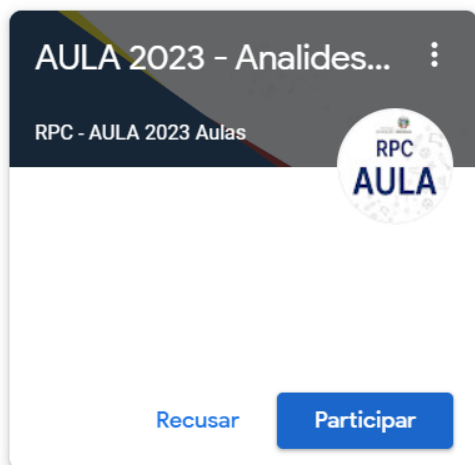 AULA 2023 - Analides...
RPC - AULA 2023 Aulas
RPC
AULA
Recusar
Participar